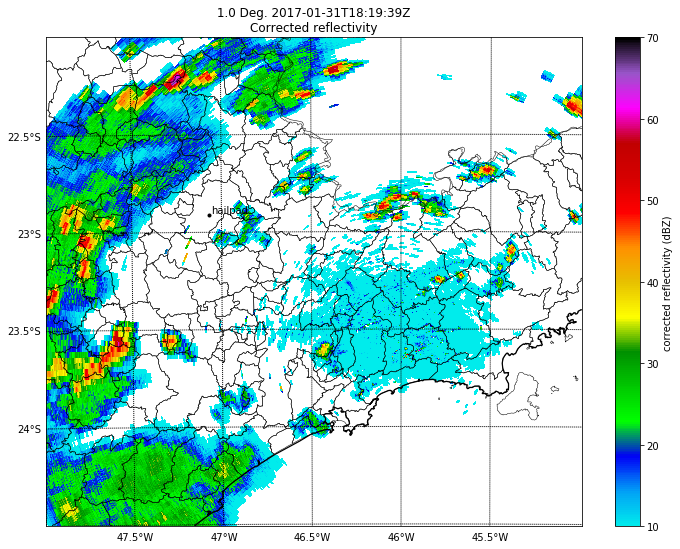 1.0 Deg. 2017-01-31T18:19:39Z
Corrected reflectivity
70
60
50
40
30
20
10
corrected reflectivity (dBZ)
22.5°S
23°S
23.5°S
24°S
hailpad
47.5°W
47°W
46.5°W
46°W
45.5°W